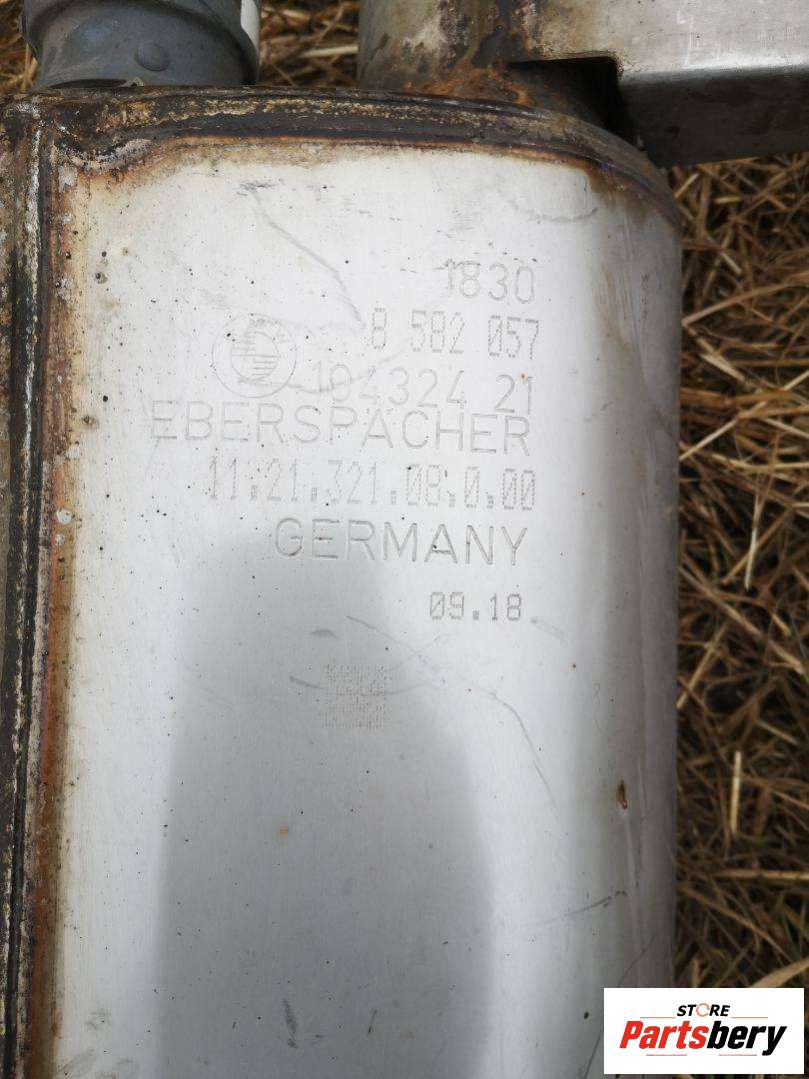 1830
8 582 057
104324 21
EBERSPÄCHER
11.21.321.08.0.00
GERMANY
09.18
STORE
Partsbery